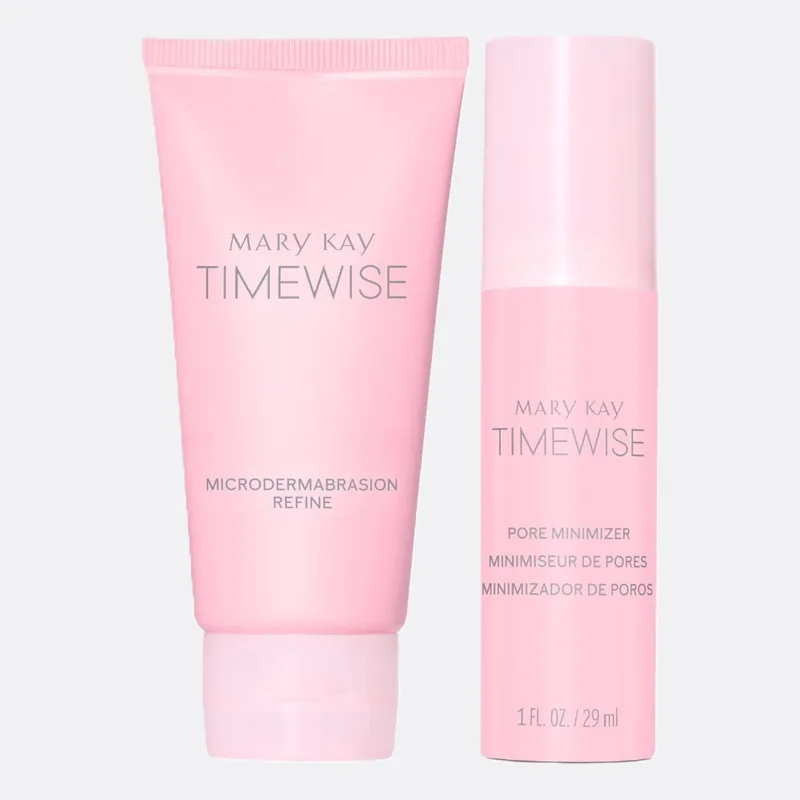 MARY KAY
TIMEWISE
MICRODERMABRASION
REFINE
MARY KAY
TIMEWISE
PORE MINIMIZER
MINIMISEUR DE PORES
MINIMIZADOR DE POROS
1 FL. OZ. / 29 ml